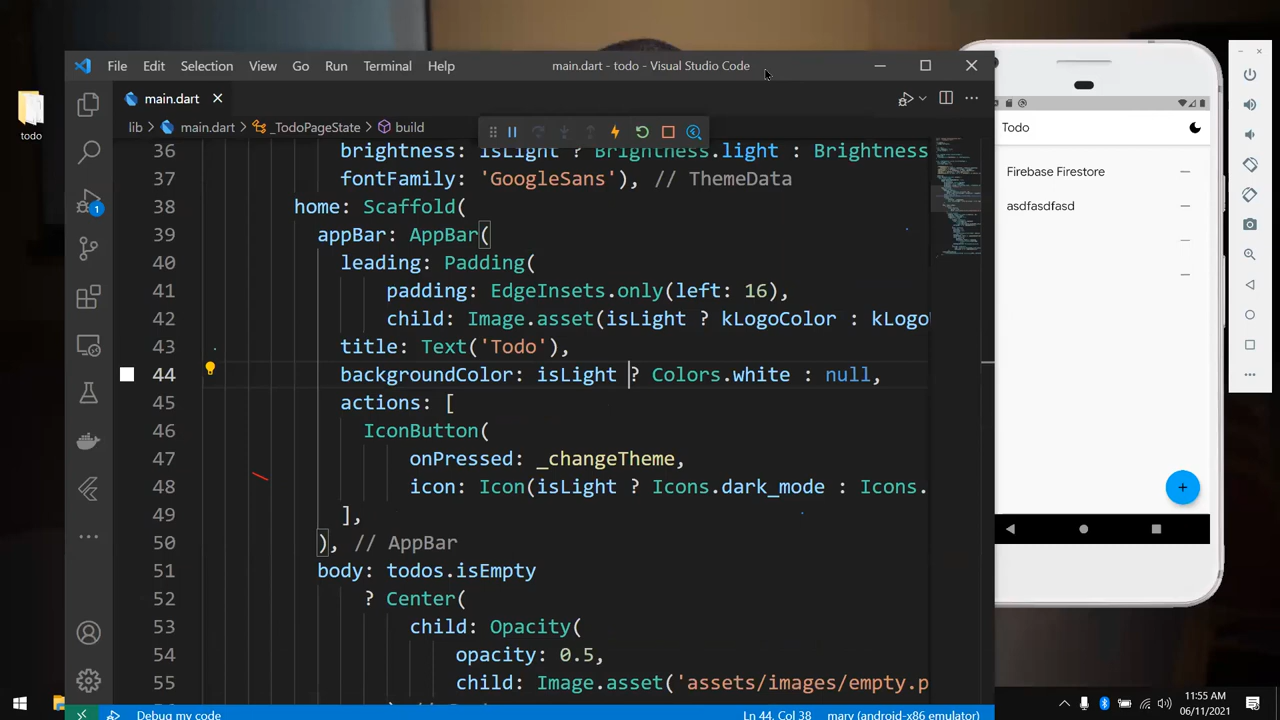 File Edit Selection View Go Run Terminal Help
main.dart - todo - Visual Studio Code
main.dart
lib > main.dart > _TodoPageState > build
36 brightness: isLight ? Brightness.light : Brightness
37 fontFamily: 'GoogleSans'), // ThemeData
38 home: Scaffold(
39 appBar: AppBar(
40 leading: Padding(
41 padding: EdgeInsets.only(left: 16),
42 child: Image.asset(isLight ? kLogoColor : kLogo
43 title: Text('Todo'),
44 backgroundColor: isLight ? Colors.white : null,
45 actions: [
46 IconButton(
47 onPressed: _changeTheme,
48 icon: Icon(isLight ? Icons.dark_mode : Icons.
49 ],
50 ), // AppBar
51 body: todos.isEmpty
52 ? Center(
53 child: Opacity(
54 opacity: 0.5,
55 child: Image.asset('assets/images/empty.p
1
Debug my code
Ln 44, Col 38
mary (android-x86 emulator)
todo
Todo
Firebase Firestore
asdfasdfasd
11:55 AM
06/11/2021